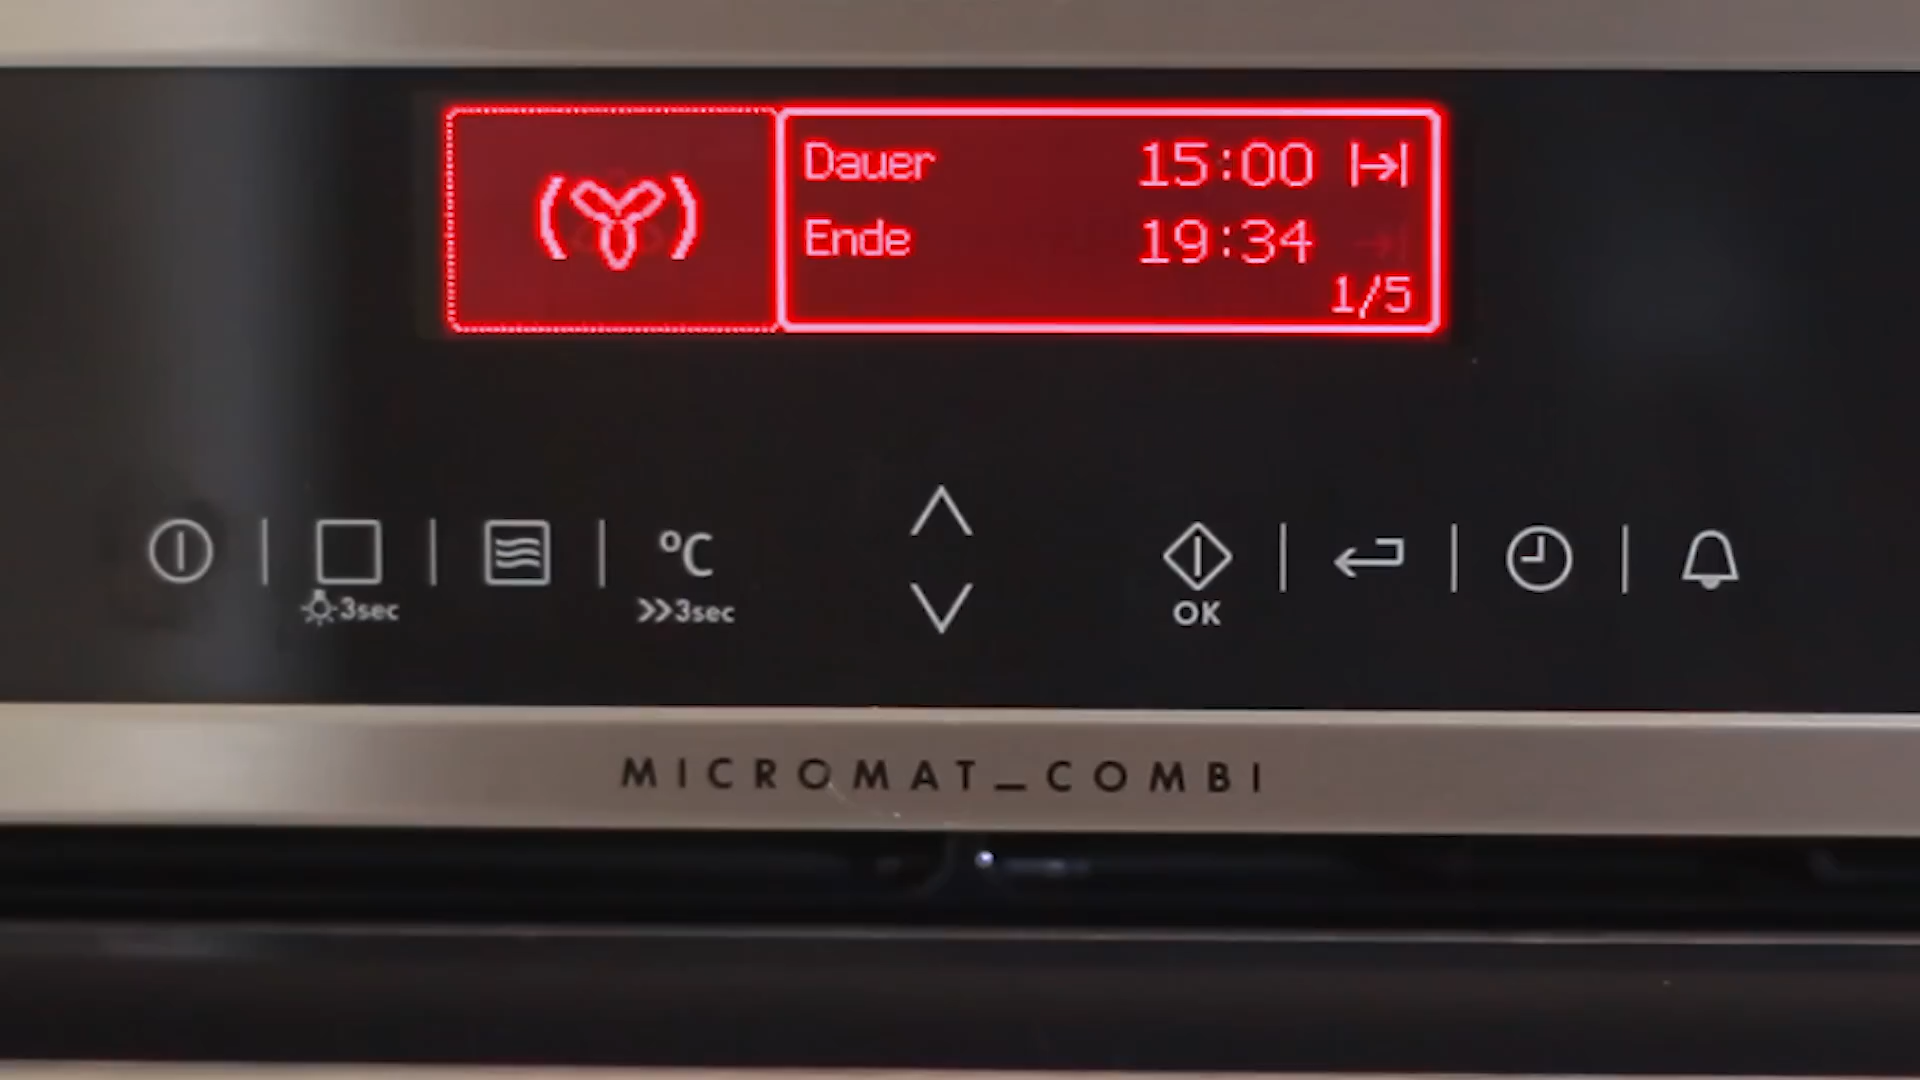 Dauer 15:00
Ende 19:34
1/5
°C
3sec
>>3sec
OK
MICROMAT_COMBI